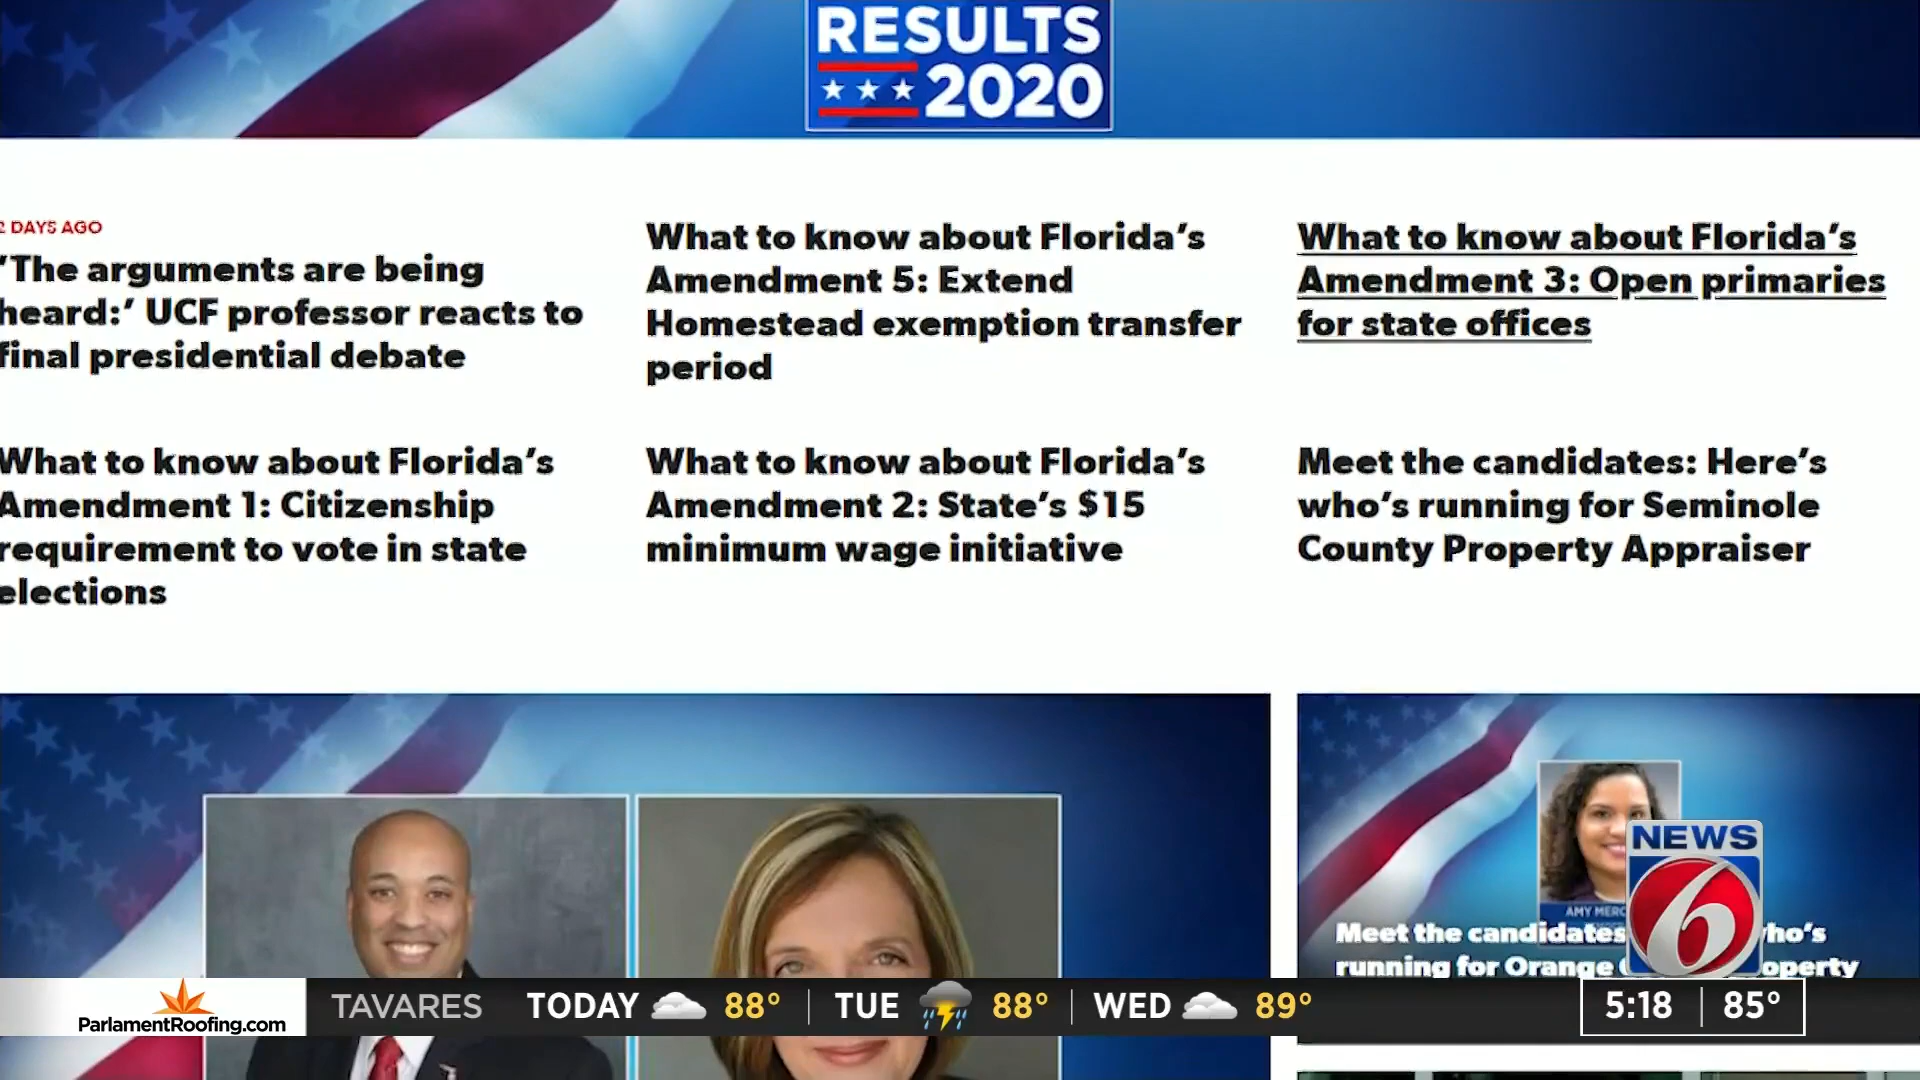 RESULTS
2020
2 DAYS AGO
'The arguments are being
heard:' UCF professor reacts to
final presidential debate
What to know about Florida's
Amendment 5: Extend
Homestead exemption transfer
period
What to know about Florida's
Amendment 3: Open primaries
for state offices
What to know about Florida's
Amendment 1: Citizenship
requirement to vote in state
elections
What to know about Florida's
Amendment 2: State's $15
minimum wage initiative
Meet the candidates: Here's
who's running for Seminole
County Property Appraiser
AMY MERC
Meet the candidates
running for Orange
NEWS
6
ParlamentRoofing.com
TAVARES TODAY 88° TUE 88° WED 89°
5:18 85°